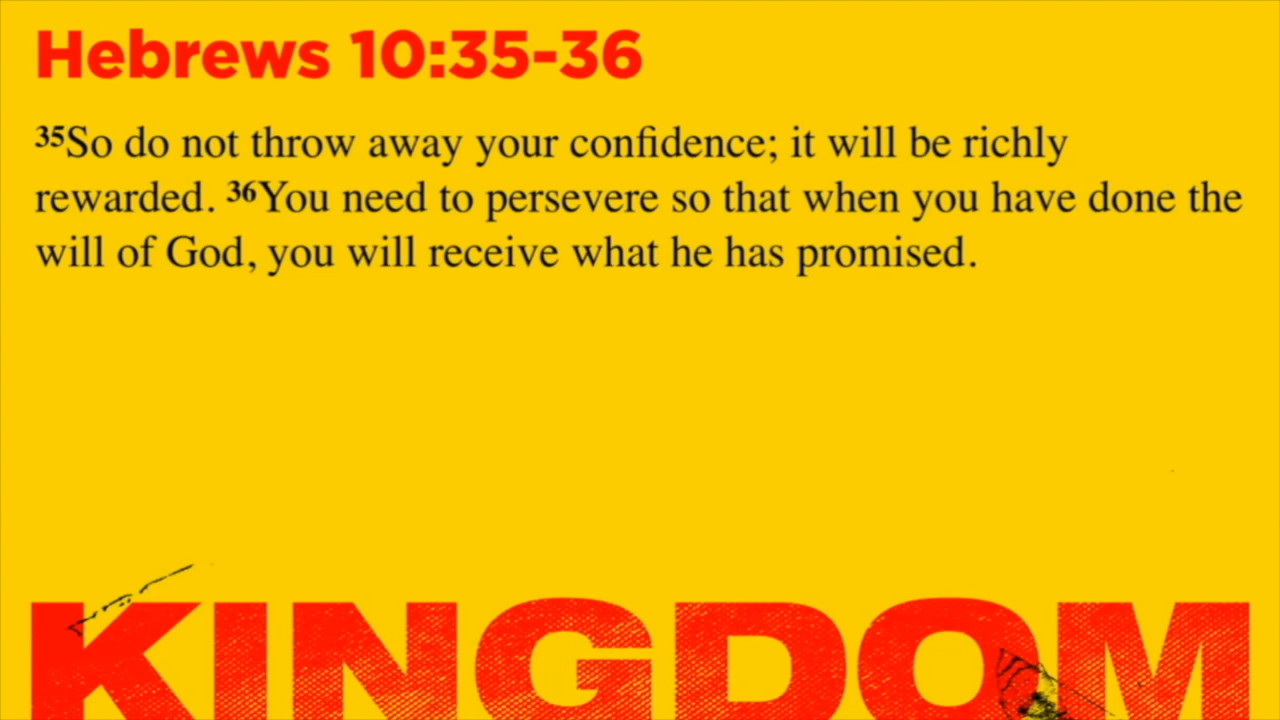 Hebrews 10:35-36
35So do not throw away your confidence; it will be richly
rewarded. 36You need to persevere so that when you have done the
will of God, you will receive what he has promised.
KINGDOM